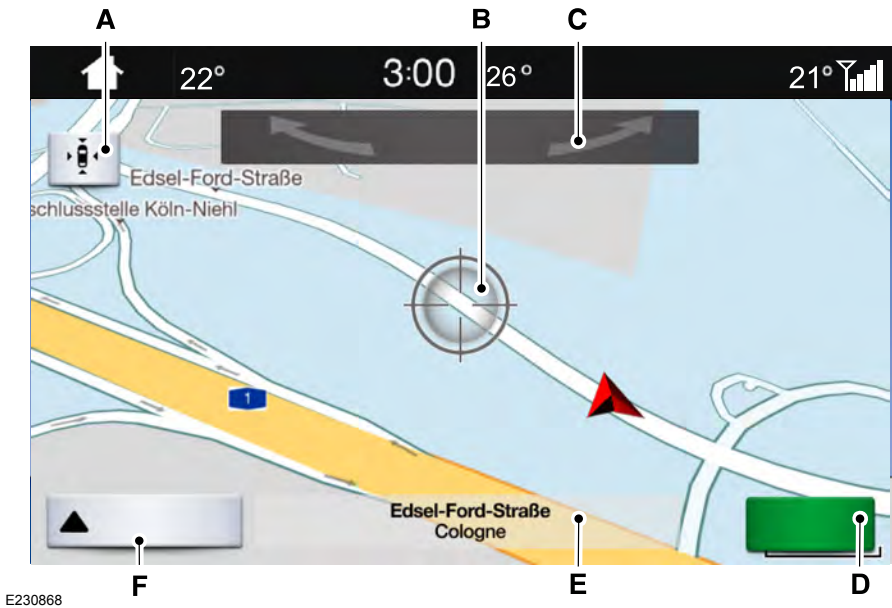 A
B
C
22°
3:00
26°
21°
Edsel-Ford-Straße
schlussstelle Köln-Niehl
1
Edsel-Ford-Straße
Cologne
F
E
D
E230868